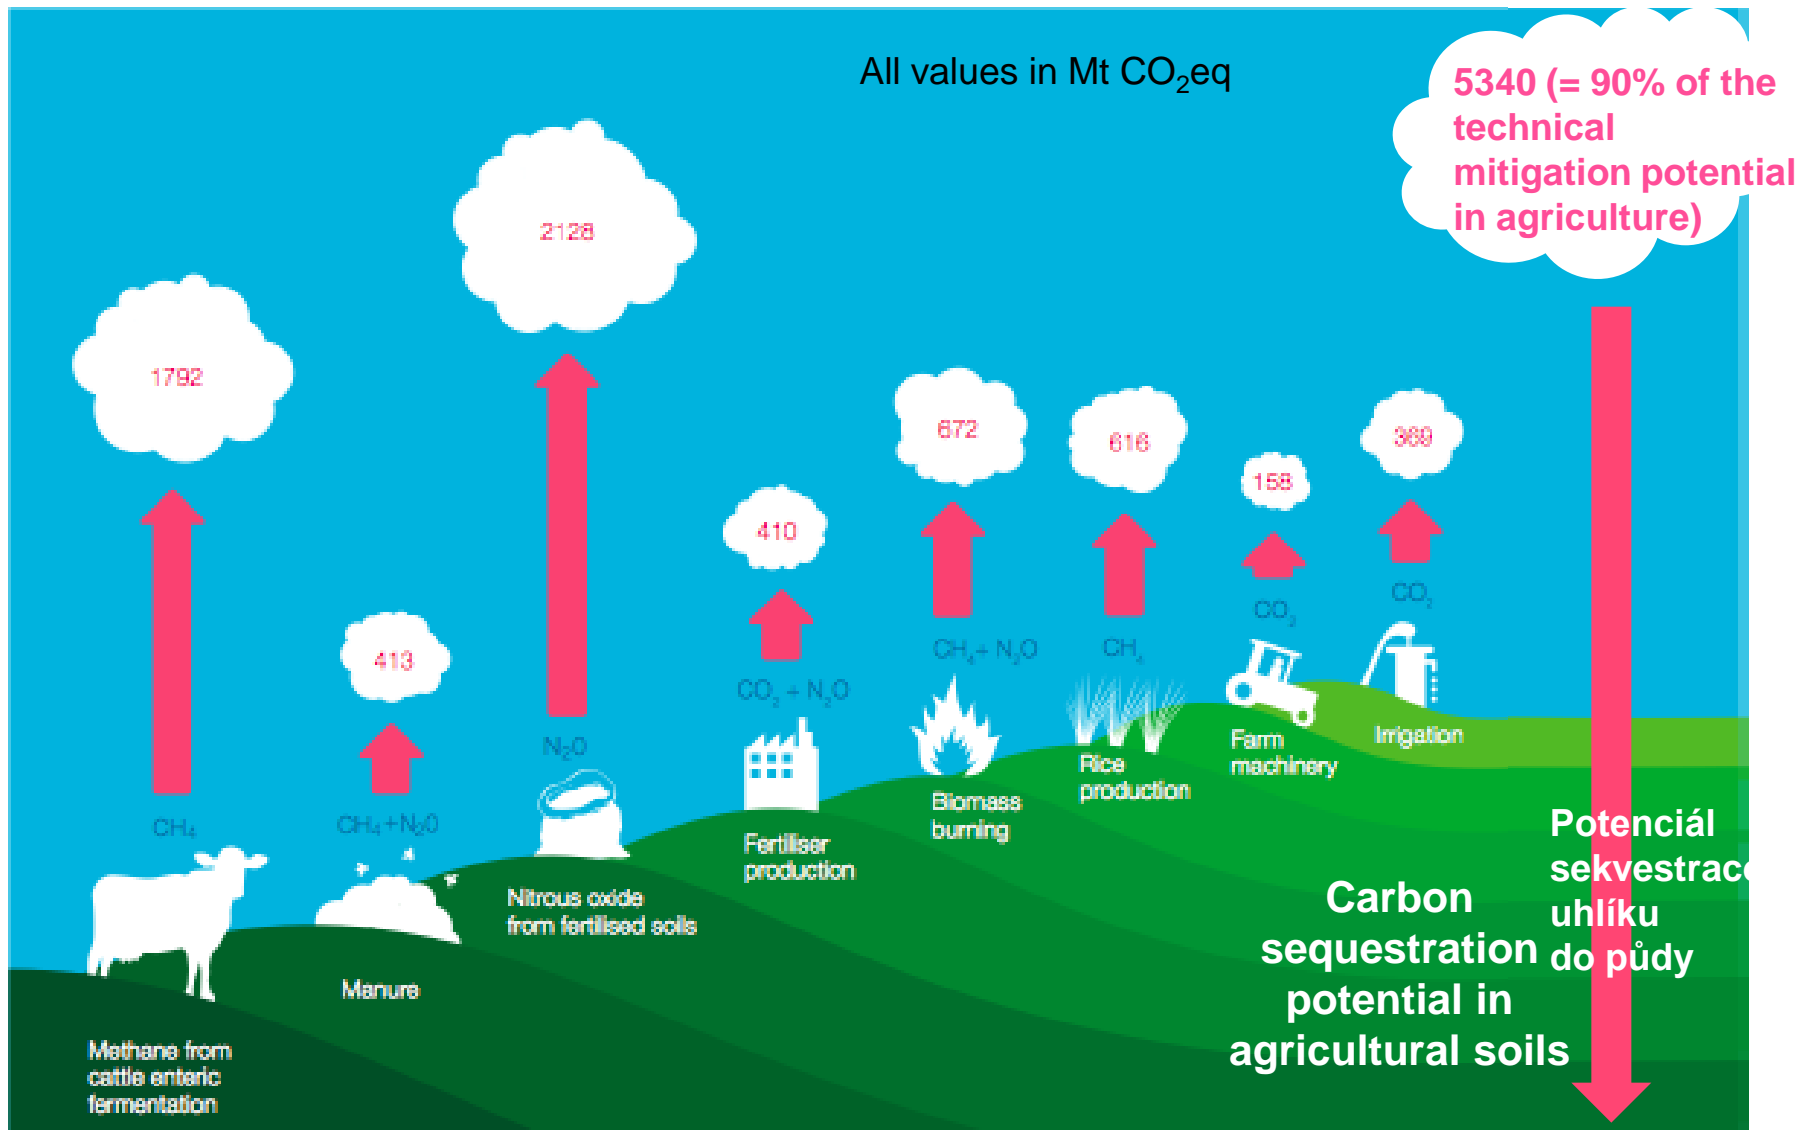 All values in Mt CO₂eq
5340 (= 90% of the
technical
mitigation potential
in agriculture)
2128
1792
672
616
369
158
410
413
CO₂
CO₂
CH₄+ N₂O
CH₄
CO₂ + N₂O
N₂O
CH₄
CH₄+N₂O
Irrigation
Farm
machinery
Rice
production
Biomass
burning
Fertiliser
production
Nitrous oxide
from fertilised soils
Manure
Methane from
cattle enteric
fermentation
Carbon
sequestration
potential in
agricultural soils
Potenciál
sekvestrace
uhlíku
do půdy